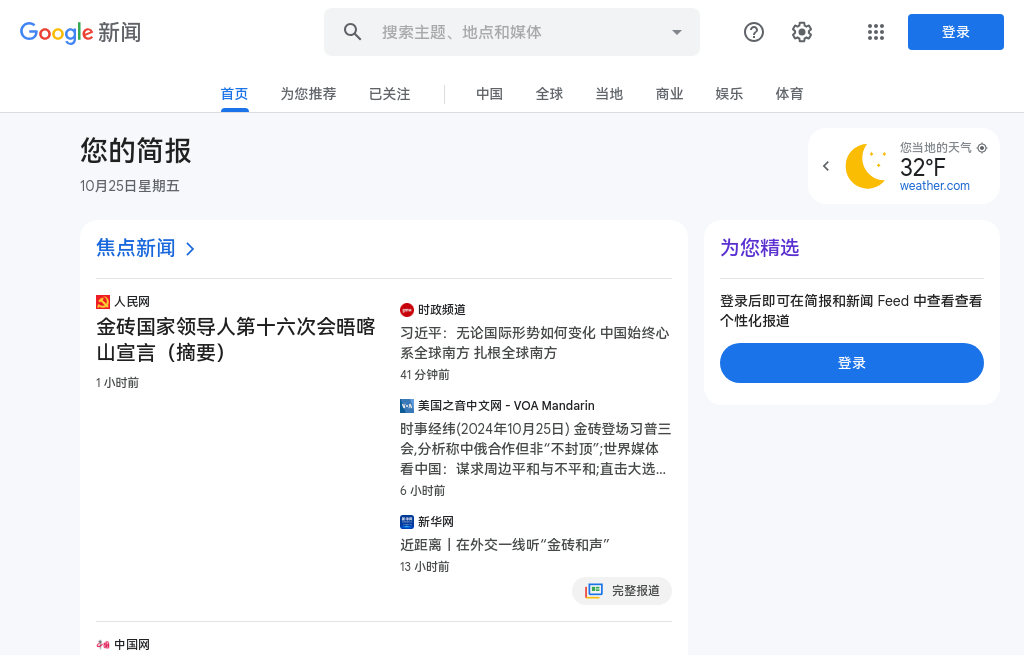 Google 新闻
搜索主题、地点和媒体
登录
首页
为您推荐
已关注
中国
全球
当地
商业
娱乐
体育
您的简报
10月25日星期五
您当地的天气
32°F
weather.com
焦点新闻
人民网
金砖国家领导人第十六次会晤喀
山宣言（摘要）
1 小时前
时政频道
习近平：无论国际形势如何变化 中国始终心
系全球南方 扎根全球南方
41 分钟前
美国之音中文网 - VOA Mandarin
时事经纬(2024年10月25日) 金砖登场习普三
会,分析称中俄合作但非“不封顶”;世界媒体
看中国：谋求周边平和与不平和;直击大选...
6 小时前
新华网
近距离丨在外交一线听“金砖和声”
13 小时前
完整报道
中国网
为您精选
登录后即可在简报和新闻 Feed 中查看查看
个性化报道
登录